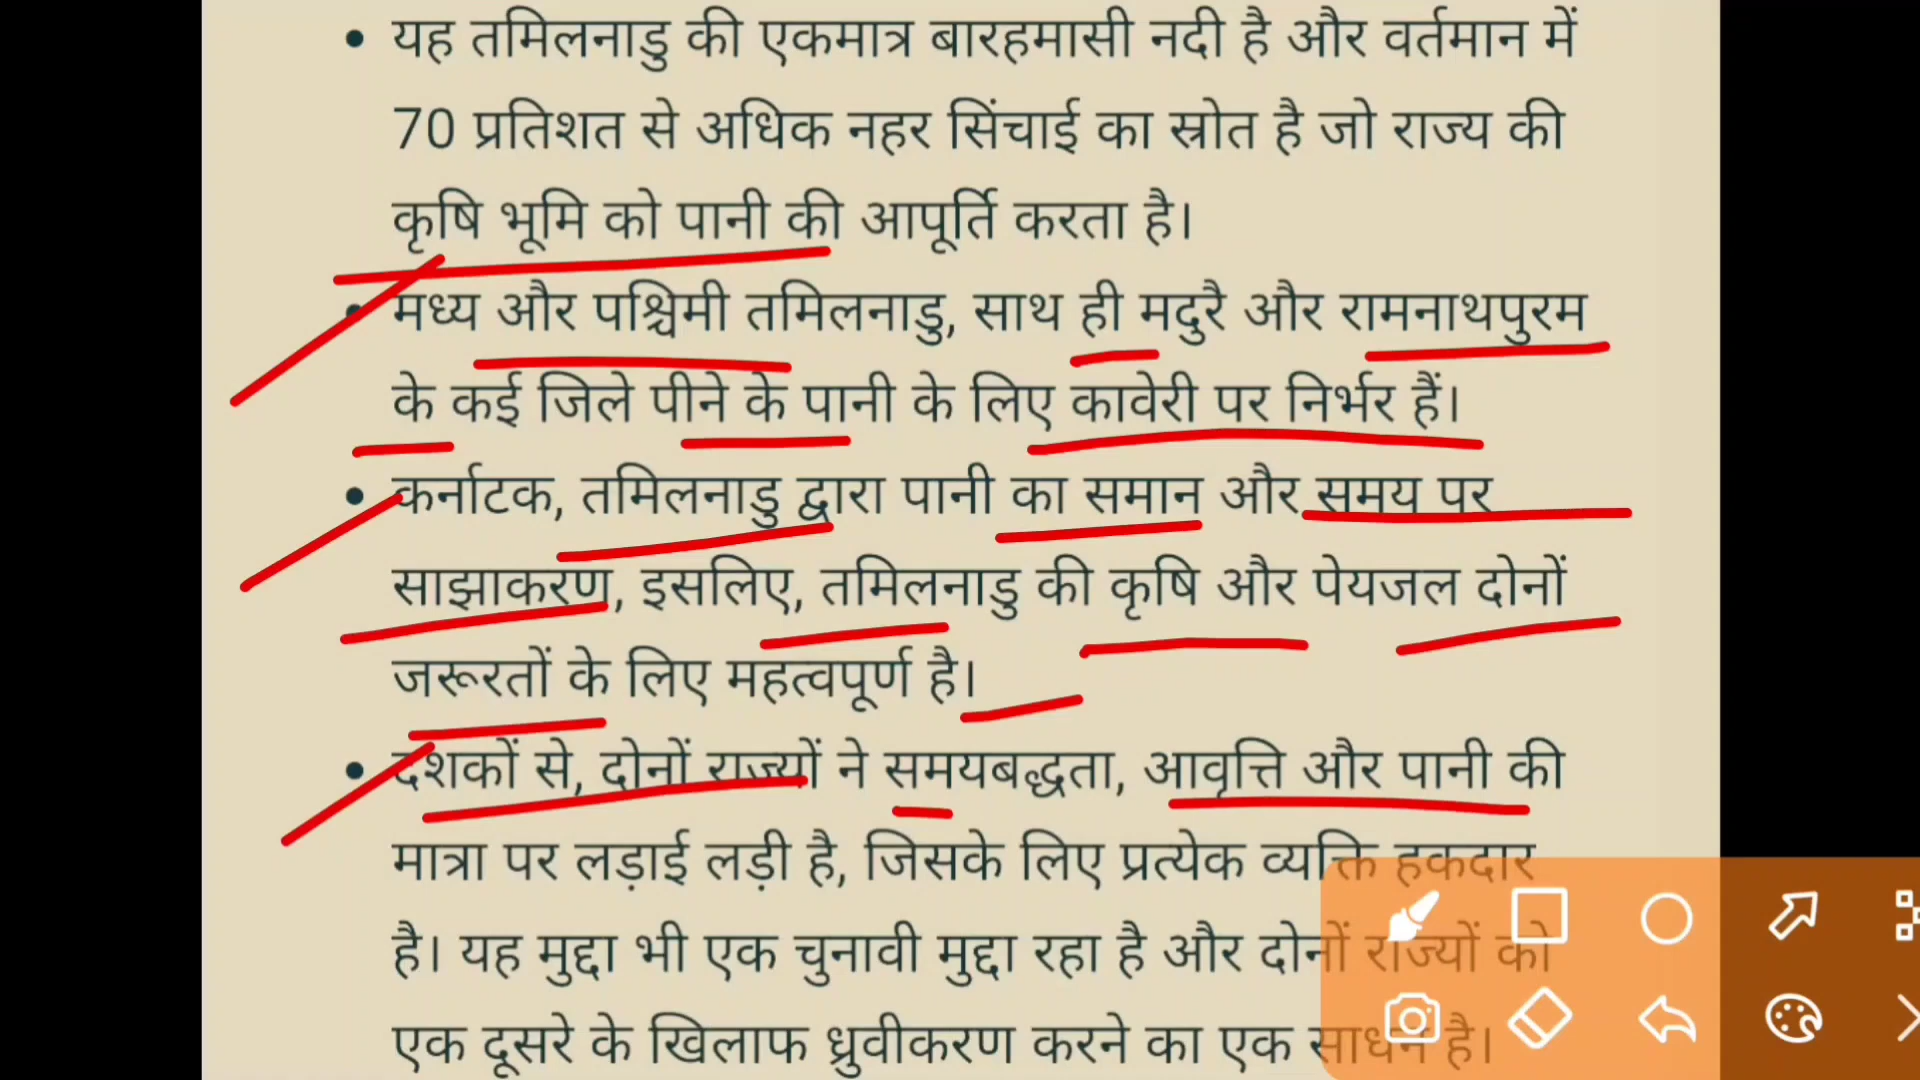 • यह तमिलनाडु की एकमात्र बारहमासी नदी है और वर्तमान में
70 प्रतिशत से अधिक नहर सिंचाई का स्रोत है जो राज्य की
कृषि भूमि को पानी की आपूर्ति करता है।
• मध्य और पश्चिमी तमिलनाडु, साथ ही मदुरै और रामनाथपुरम
के कई जिले पीने के पानी के लिए कावेरी पर निर्भर हैं।
• कर्नाटक, तमिलनाडु द्वारा पानी का समान और समय पर
साझाकरण, इसलिए, तमिलनाडु की कृषि और पेयजल दोनों
जरूरतों के लिए महत्वपूर्ण है।
• दशकों से, दोनों राज्यों ने समयबद्धता, आवृत्ति और पानी की
मात्रा पर लड़ाई लड़ी है, जिसके लिए प्रत्येक व्यक्ति हकदार
है। यह मुद्दा भी एक चुनावी मुद्दा रहा है और दोनों राज्यों को
एक दूसरे के खिलाफ ध्रुवीकरण करने का एक साधन है।